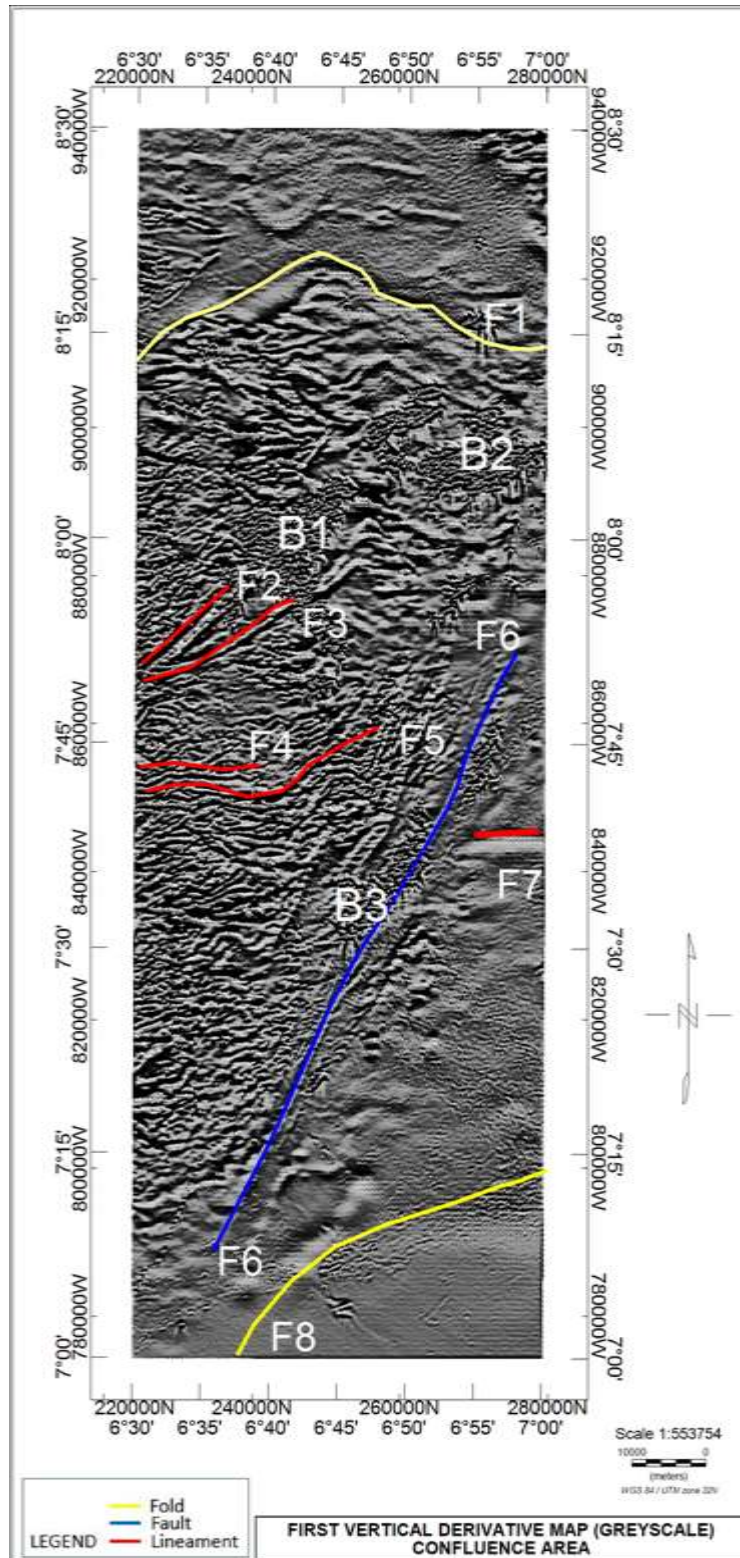 6°30' 6°35' 6°40' 6°45' 6°50' 6°55' 7°00'
220000N 240000N 260000N 280000N
8°30' 940000W 940000W 8°30'
920000W 920000W
F1
8°15' 8°15'
900000W 900000W
B2
B1
8°00' 8°00'
880000W 880000W
F2
F3
F6
860000W 860000W
7°45' 7°45'
F4 F5
840000W 840000W
F7
B3
7°30' 7°30'
820000W 820000W
N
7°15' 7°15'
800000W 800000W
F6
780000W 780000W
F8
7°00' 7°00'
220000N 240000N 260000N 280000N
6°30' 6°35' 6°40' 6°45' 6°50' 6°55' 7°00'
Scale 1:553754
10000 0
(meters)
WGS 84 / UTM zone 32N
Fold
Fault
LEGEND Lineament
FIRST VERTICAL DERIVATIVE MAP (GREYSCALE)
CONFLUENCE AREA